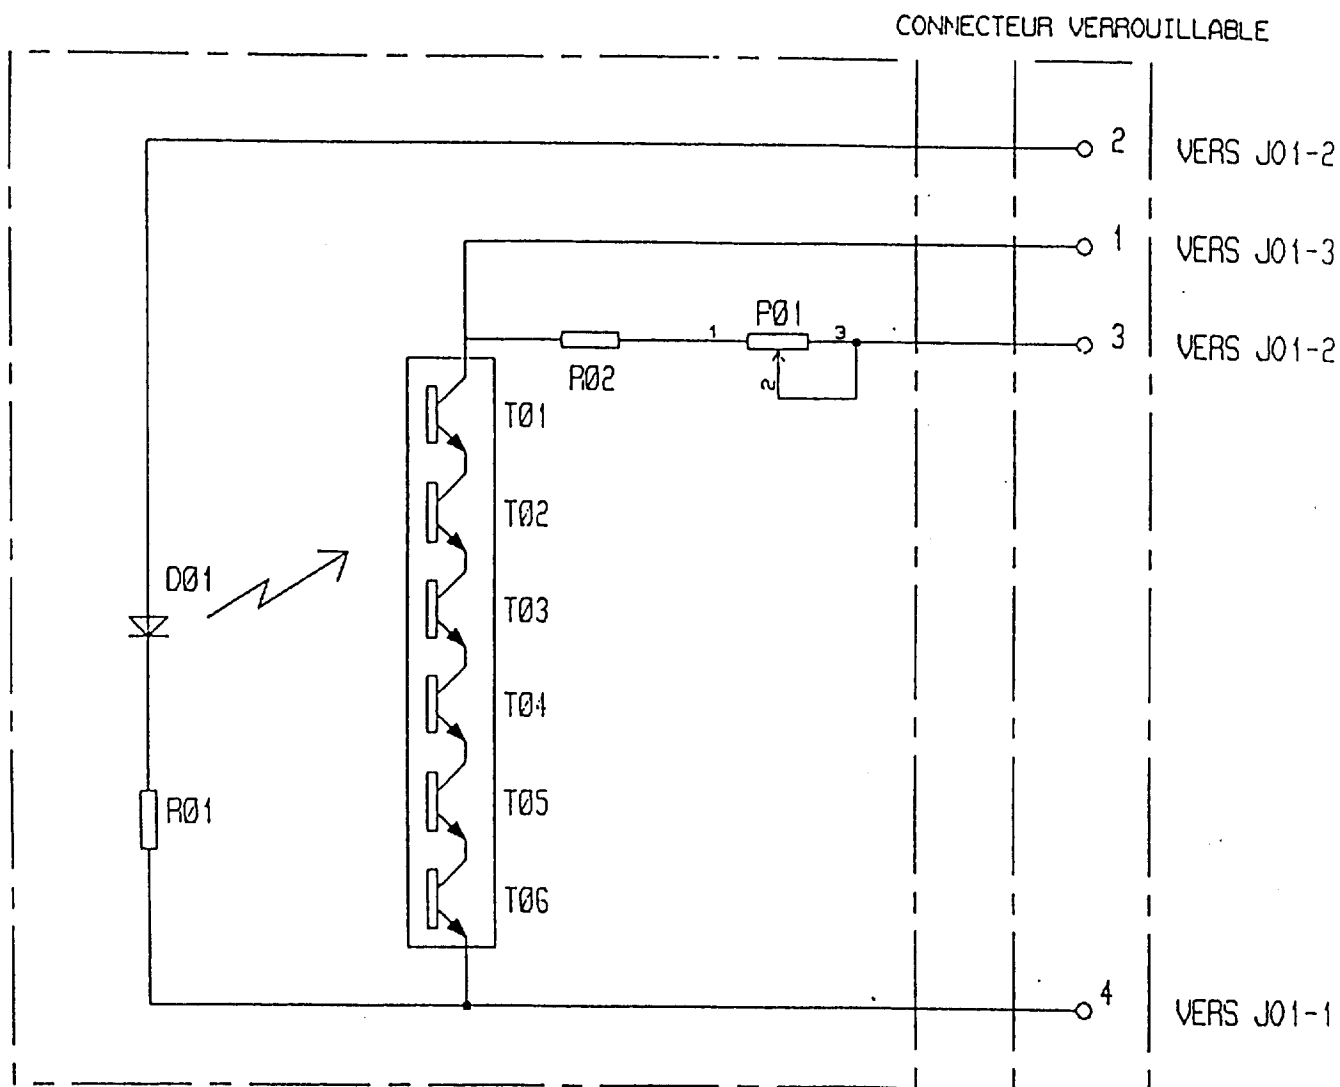 CONNECTEUR VERROUILLABLE
2 VERS J01-2
1 VERS J01-3
P01
1 3 3 VERS J01-2
R02 2
T01
T02
D01
T03
T04
T05
R01
T06
4 VERS J01-1